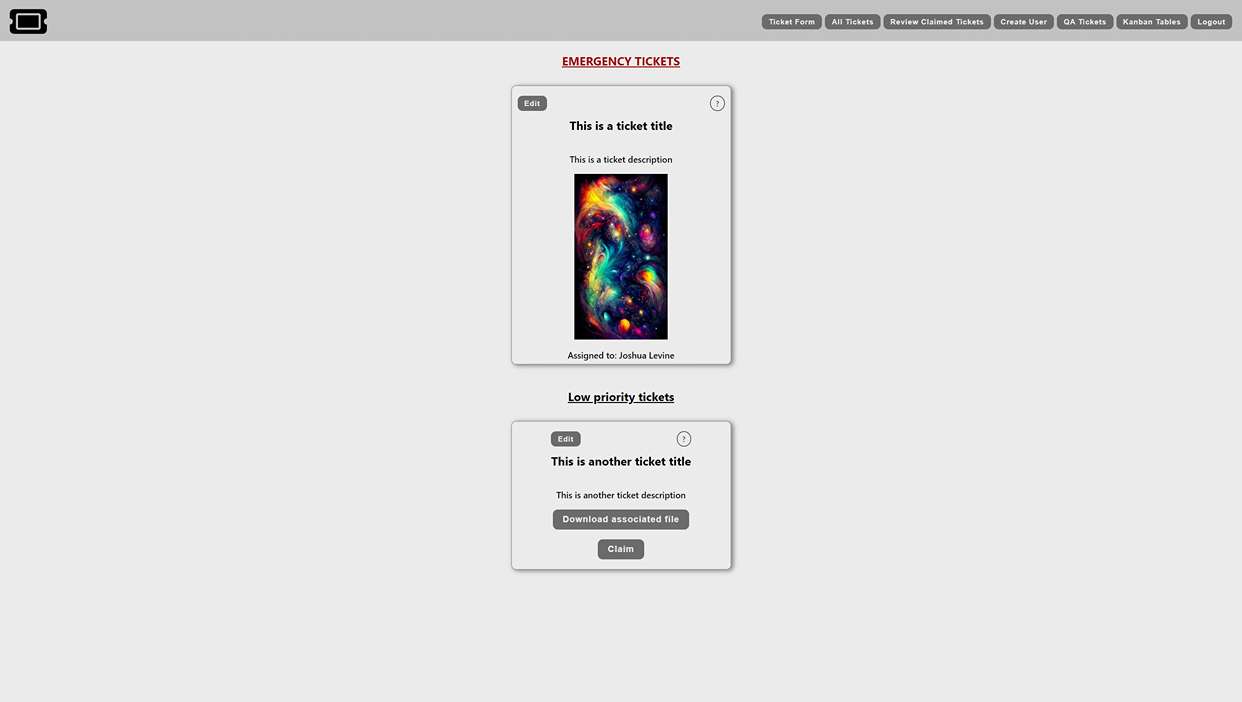 Ticket Form All Tickets Review Claimed Tickets Create User QA Tickets Kanban Tables Logout
EMERGENCY TICKETS
Edit ?
This is a ticket title
This is a ticket description
Assigned to: Joshua Levine
Low priority tickets
Edit ?
This is another ticket title
This is another ticket description
Download associated file
Claim